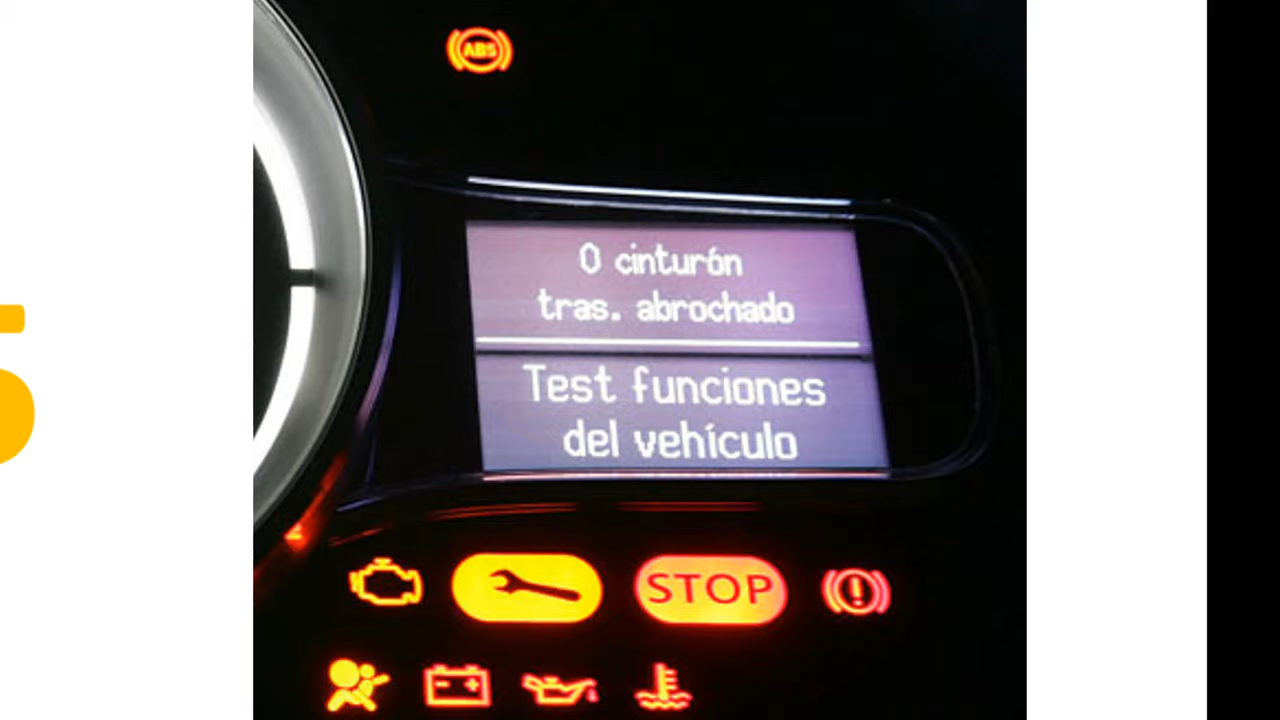 ABS
0 cinturón
tras. abrochado
Test funciones
del vehículo
STOP